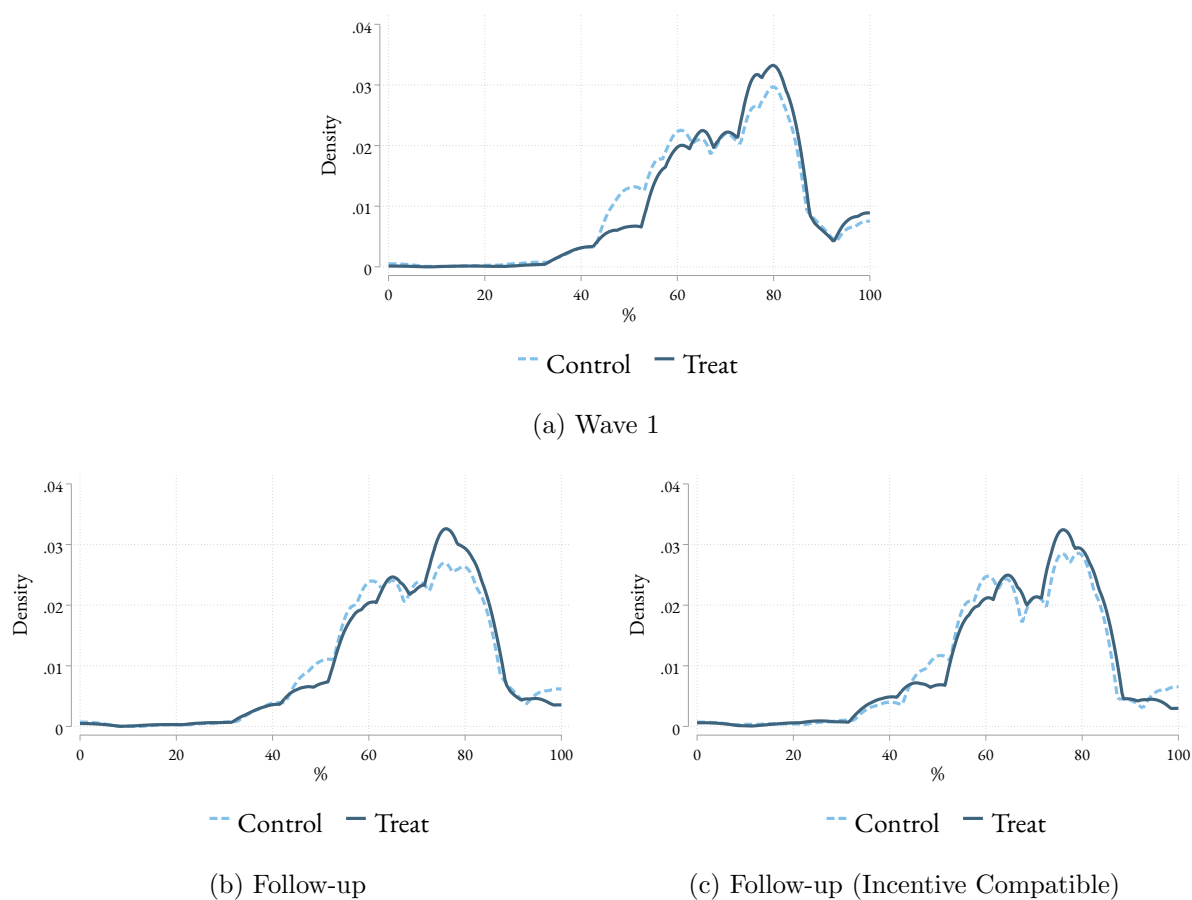 .04
.03
.02
.01
0
Density
0 20 40 60 80 100
%
Control Treat
(a) Wave 1
.04
.03
.02
.01
0
Density
0 20 40 60 80 100
%
Control Treat
(b) Follow-up
.04
.03
.02
.01
0
Density
0 20 40 60 80 100
%
Control Treat
(c) Follow-up (Incentive Compatible)